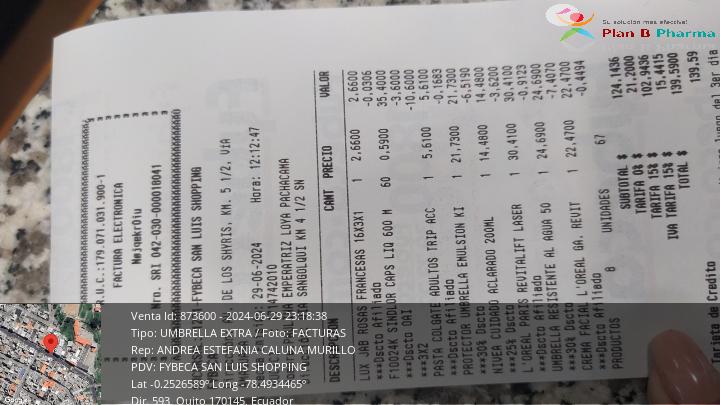 Su solución más efectiva!
Plan B Pharma
R.U.C.:179.071.031.900-1
FACTURA ELECTRONICA
Nro. SRI 042-030-000018041
FYBECA SAN LUIS SHOPPING
DE LOS SHYRIS, KM. 5 1/2, VIA
29-06-2024 Hora: 12:12:47
EMPERATRIZ LOYA PACHACAMA
SANGOLQUI KM 4 1/2 SN
CANT PRECIO VALOR
LUX JAB ROSAS FRANCESAS 16X3X1 1 2,6600 2,6600
***Dscto Afiliado -0,0306
F10024K SINDLOR CAPS LIQ 600 M 60 0,5900 35,4000
***Dscto -3,6000
***3X2 -10,6000
PASTA COLGATE ADULTOS TRIP ACC 1 5,6100 5,6100
***Dscto Afiliado -0,1683
PROTECTOR UMBRELLA EMULSION KI 1 21,7300 21,7300
***30% Dscto -6,5190
NIVEA CUIDADO ACLARADO 200ML 1 14,4800 14,4800
***25% Dscto -3,6200
L'OREAL PARIS REVITALIFT LASER 1 30,4100 30,4100
***Dscto Afiliado -0,9123
UMBRELLA RESISTENTE AL AGUA 50 1 24,6900 24,6900
***30% Dscto -7,4070
CREMA FACIAL L'OREAL GA. REVIT 1 22,4700 22,4700
***Dscto Afiliado -0,4494
PRODUCTOS 8 UNIDADES 67
SUBTOTAL $ 124,1436
TARIFA 0% $ 21,2000
TARIFA 15% $ 102,9436
IVA TARIFA 15% $ 15,4415
TOTAL $ 139,5900
139,59
Tarjeta de Credito
Venta Id: 873600 - 2024-06-29 23:18:38
Tipo: UMBRELLA EXTRA / Foto: FACTURAS
Rep: ANDREA ESTEFANIA CALUNA MURILLO
PDV: FYBECA SAN LUIS SHOPPING
Lat -0.2526589° Long -78.4934465°
Dir. 593, Quito 170145, Ecuador